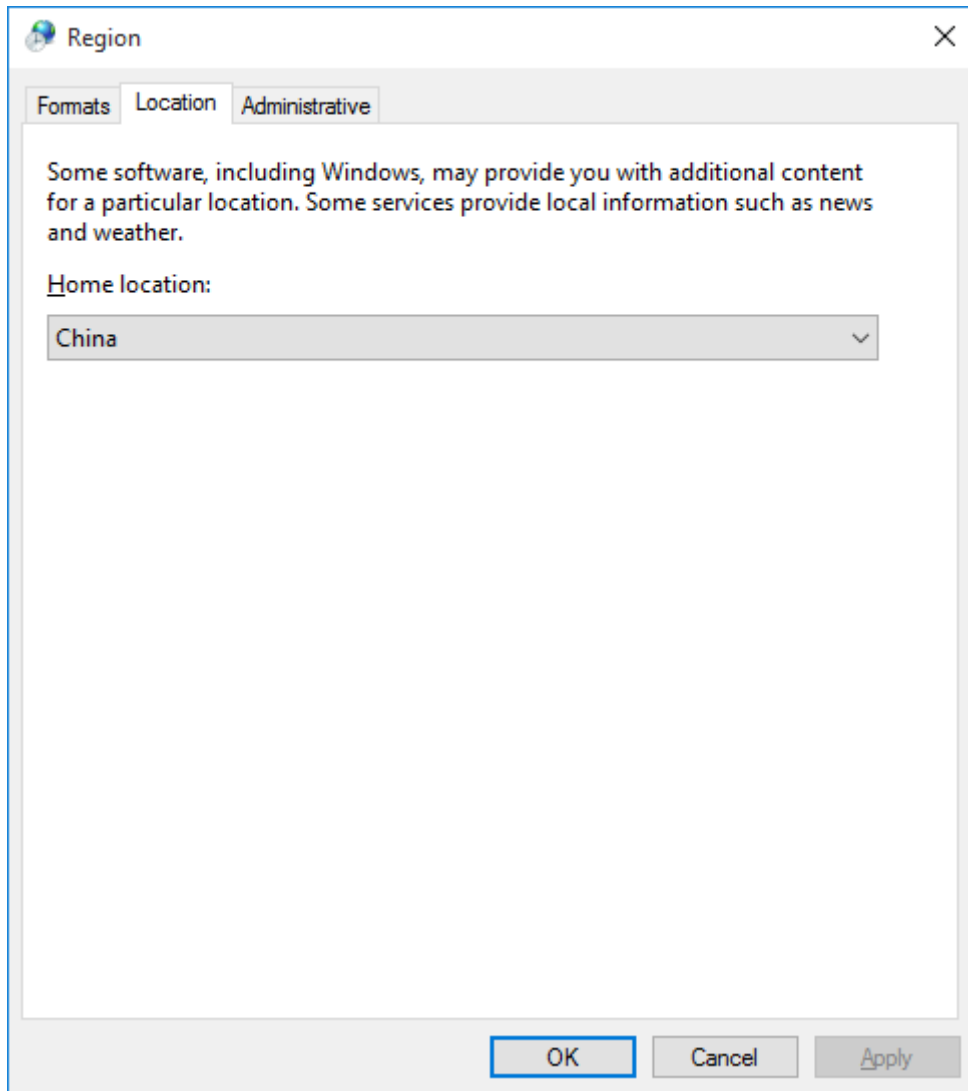 Region
Formats Location Administrative
Some software, including Windows, may provide you with additional content
for a particular location. Some services provide local information such as news
and weather.
Home location:
China
OK Cancel Apply